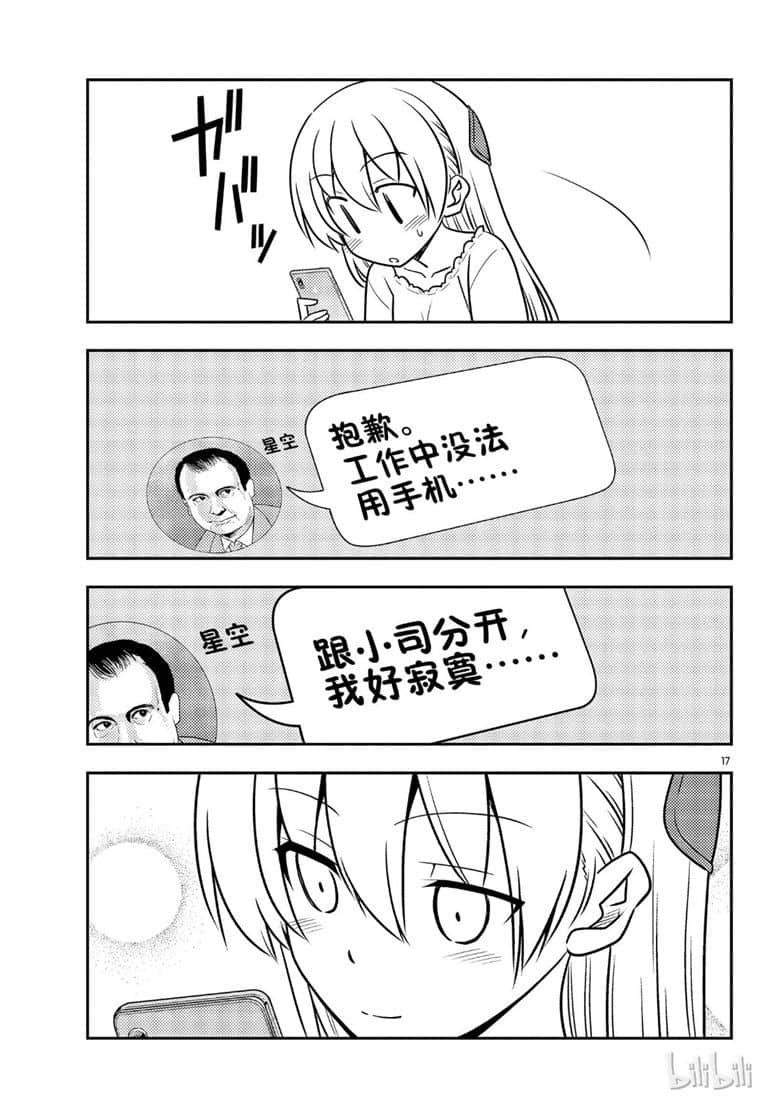 ガバッ
星空
抱歉。
工作中没法
用手机……
星空
跟小司分开，
我好寂寞……
17
bilibili